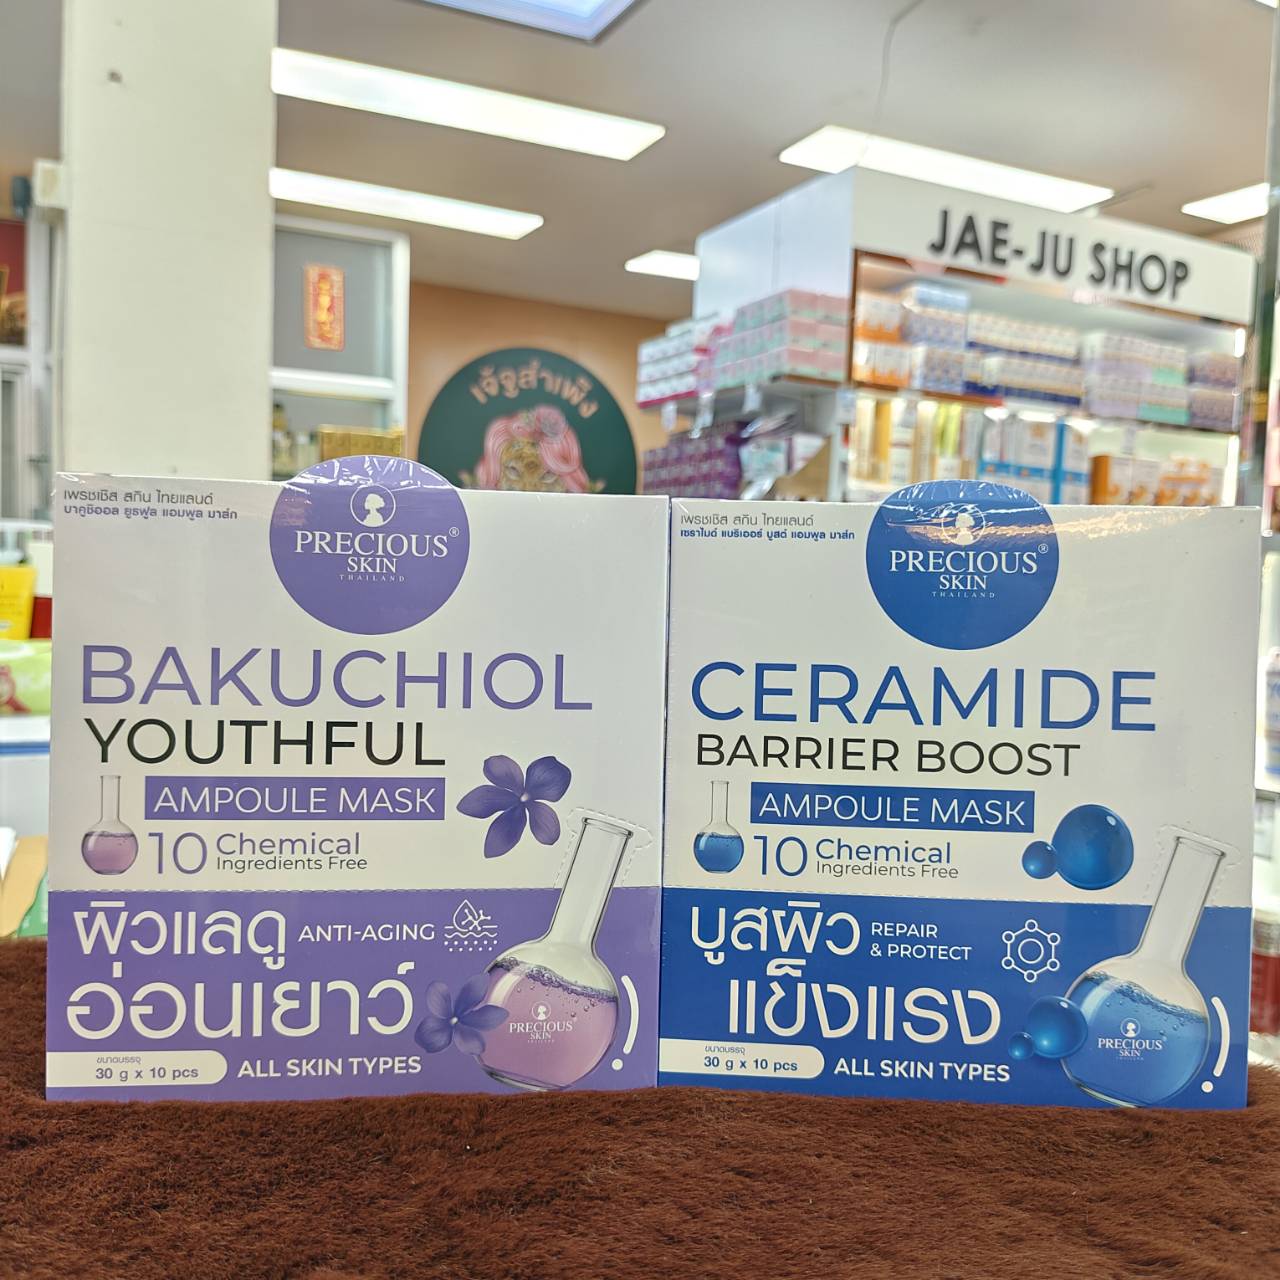 JAE-JU SHOP
เจ๊จูสำเพ็ง
เพรชเชิส สกิน ไทยแลนด์
บาคูชิออล ยูธฟูล แอมพูล มาส์ก
PRECIOUS®
SKIN
THAILAND
BAKUCHIOL
YOUTHFUL
AMPOULE MASK
10 Chemical
Ingredients Free
ผิวแลดู ANTI-AGING
อ่อนเยาว์
PRECIOUS
SKIN
THAILAND
ขนาดบรรจุ
30 g x 10 pcs
ALL SKIN TYPES
เพรชเชิส สกิน ไทยแลนด์
เซราไมด์ แบริเออร์ บูสต์ แอมพูล มาส์ก
PRECIOUS®
SKIN
THAILAND
CERAMIDE
BARRIER BOOST
AMPOULE MASK
10 Chemical
Ingredients Free
บูสผิว REPAIR
& PROTECT
แข็งแรง
PRECIOUS
SKIN
THAILAND
ขนาดบรรจุ
30 g x 10 pcs
ALL SKIN TYPES